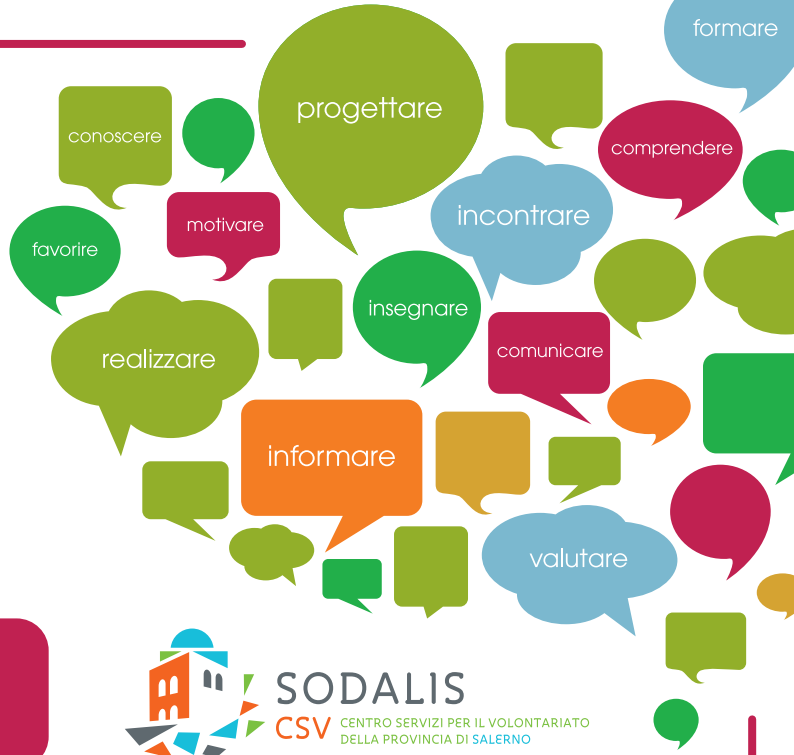 formare
progettare
conoscere
comprendere
incontrare
motivare
favorire
insegnare
comunicare
realizzare
informare
valutare
SODALIS
CSV CENTRO SERVIZI PER IL VOLONTARIATO
DELLA PROVINCIA DI SALERNO